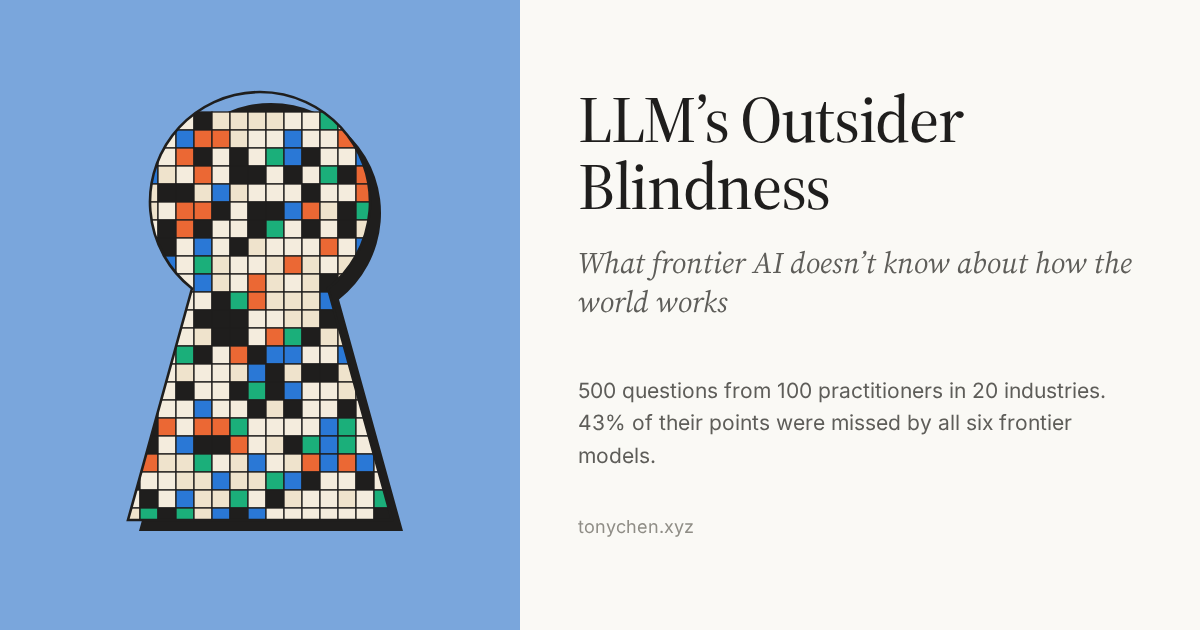 LLM’s Outsider
Blindness
What frontier AI doesn’t know about how the
world works
500 questions from 100 practitioners in 20 industries.
43% of their points were missed by all six frontier
models.
tonychen.xyz